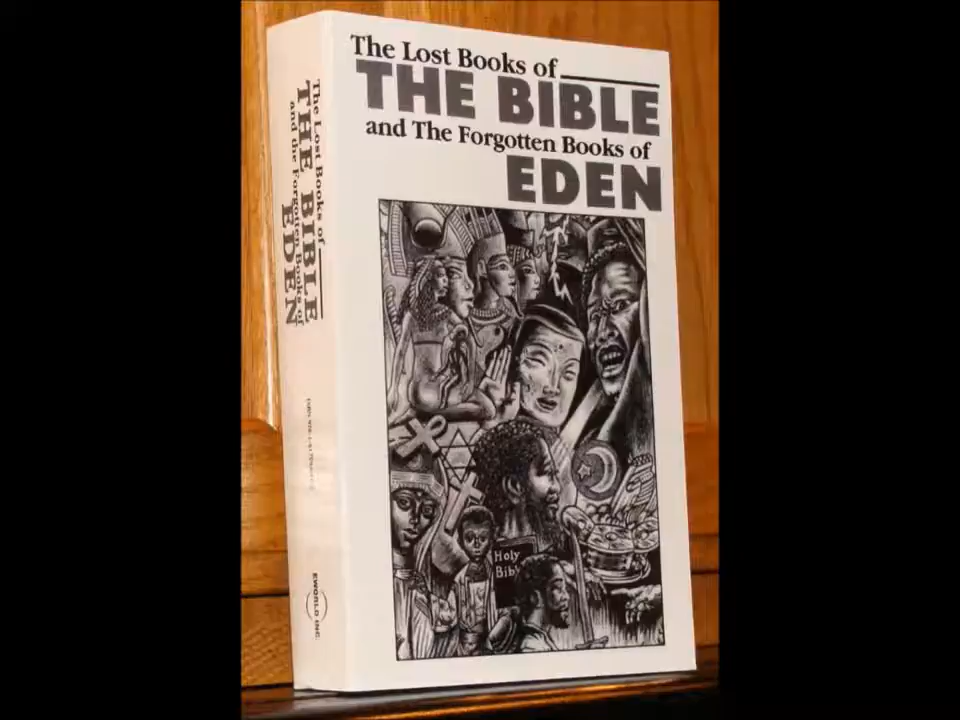 The Lost Books of
THE BIBLE
and The Forgotten Books of
EDEN
Holy
Bibl
The Lost Books of
THE BIBLE
and the Forgotten Books of
EDEN
EWORLD INC.